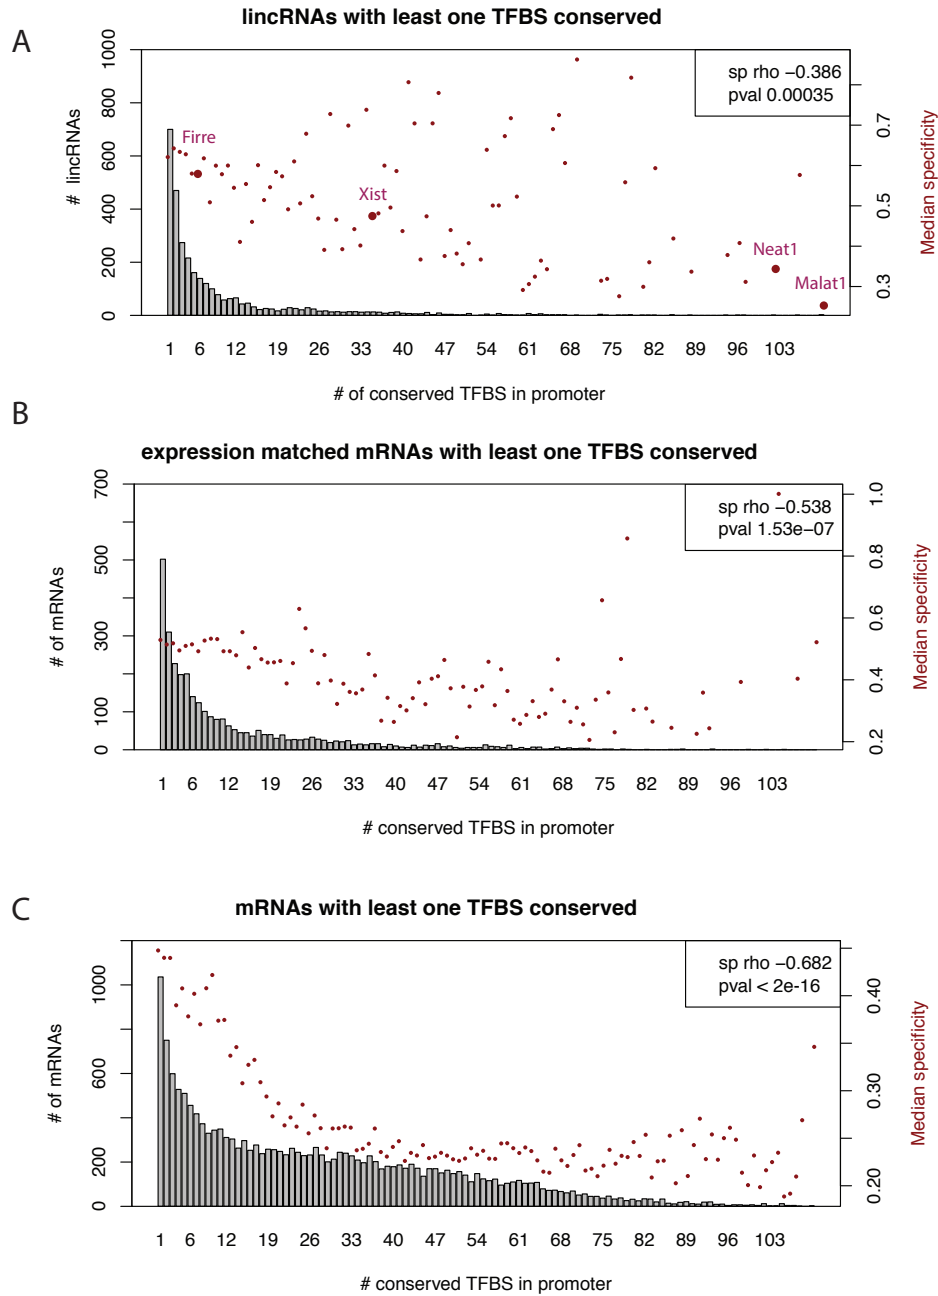 A
lincRNAs with least one TFBS conserved
sp rho −0.386
pval 0.00035
Firre
Xist
Neat1
Malat1
# lincRNAs
0 200 400 600 800 1000
Median specificity
0.3 0.5 0.7
1 6 12 19 26 33 40 47 54 61 68 75 82 89 96 103
# of conserved TFBS in promoter
B
expression matched mRNAs with least one TFBS conserved
sp rho −0.538
pval 1.53e−07
# of mRNAs
0 100 300 500 700
Median specificity
0.2 0.4 0.6 0.8 1.0
1 6 12 19 26 33 40 47 54 61 68 75 82 89 96 103
# conserved TFBS in promoter
C
mRNAs with least one TFBS conserved
sp rho −0.682
pval < 2e-16
# of mRNAs
0 200 600 1000
Median specificity
0.20 0.30 0.40
1 6 12 19 26 33 40 47 54 61 68 75 82 89 96 103
# conserved TFBS in promoter